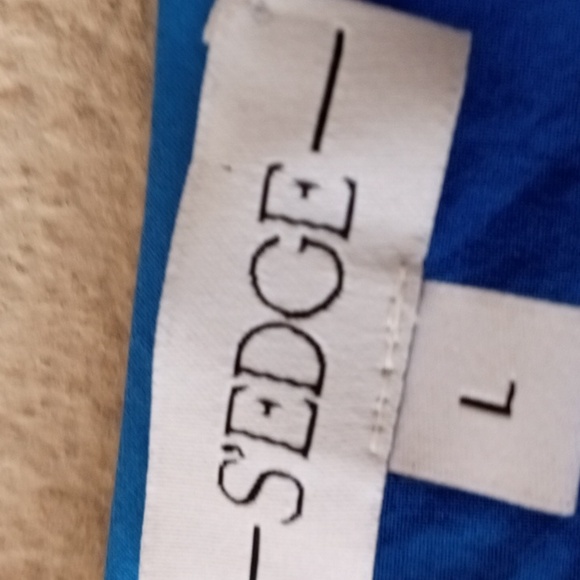 — S'EDGE —
L